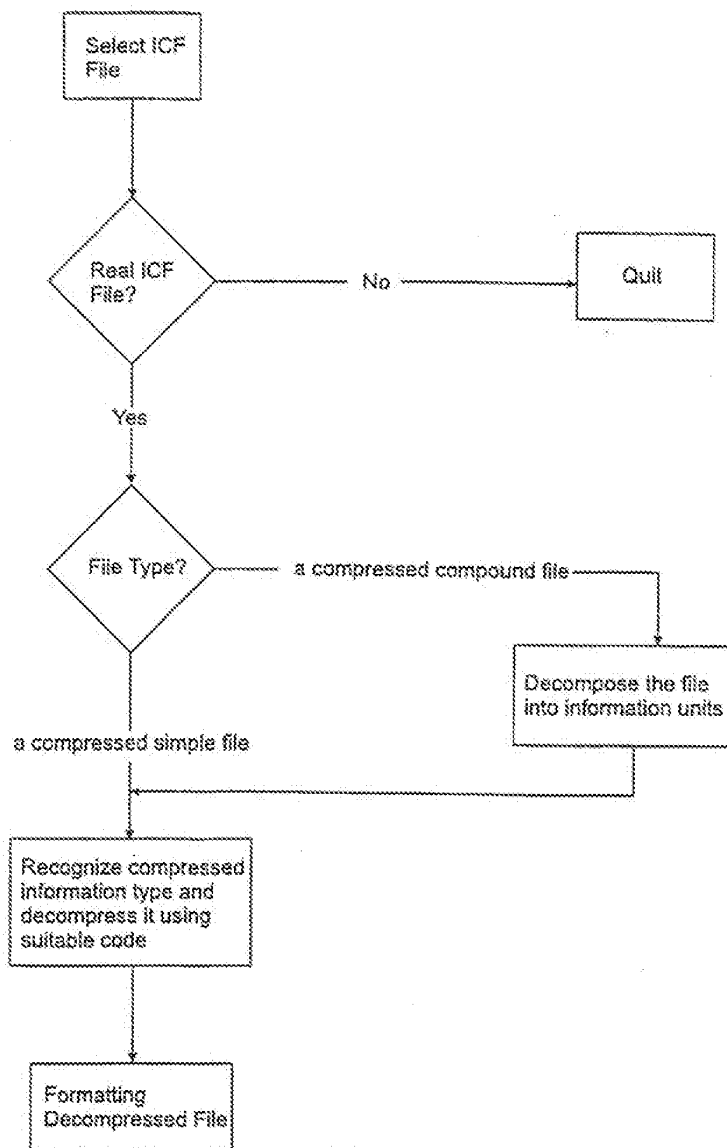 Select ICF
File
Real ICF
File?
No
Quit
Yes
File Type?
a compressed compound file
Decompose the file
into information units
a compressed simple file
Recognize compressed
information type and
decompress it using
suitable code
Formatting
Decompressed File